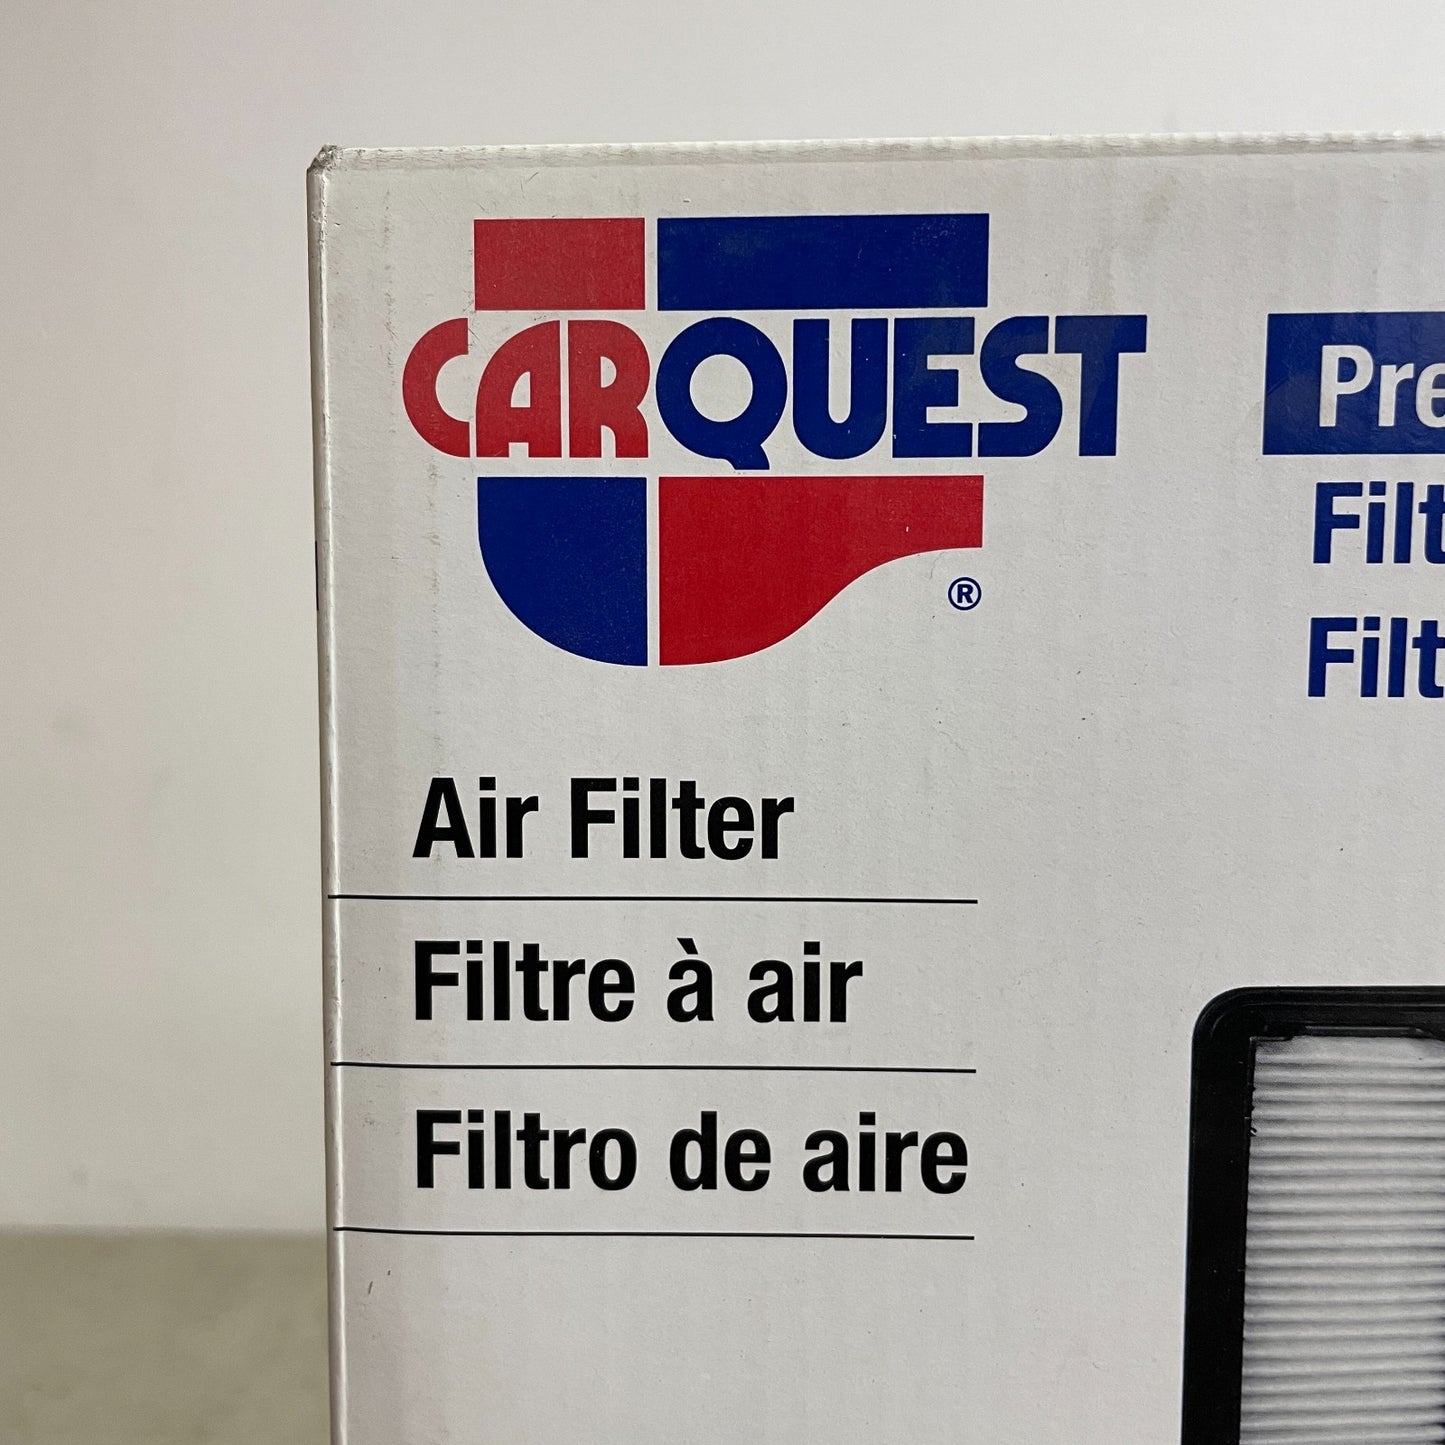 CARQUEST
®
Air Filter
Filtre à air
Filtro de aire